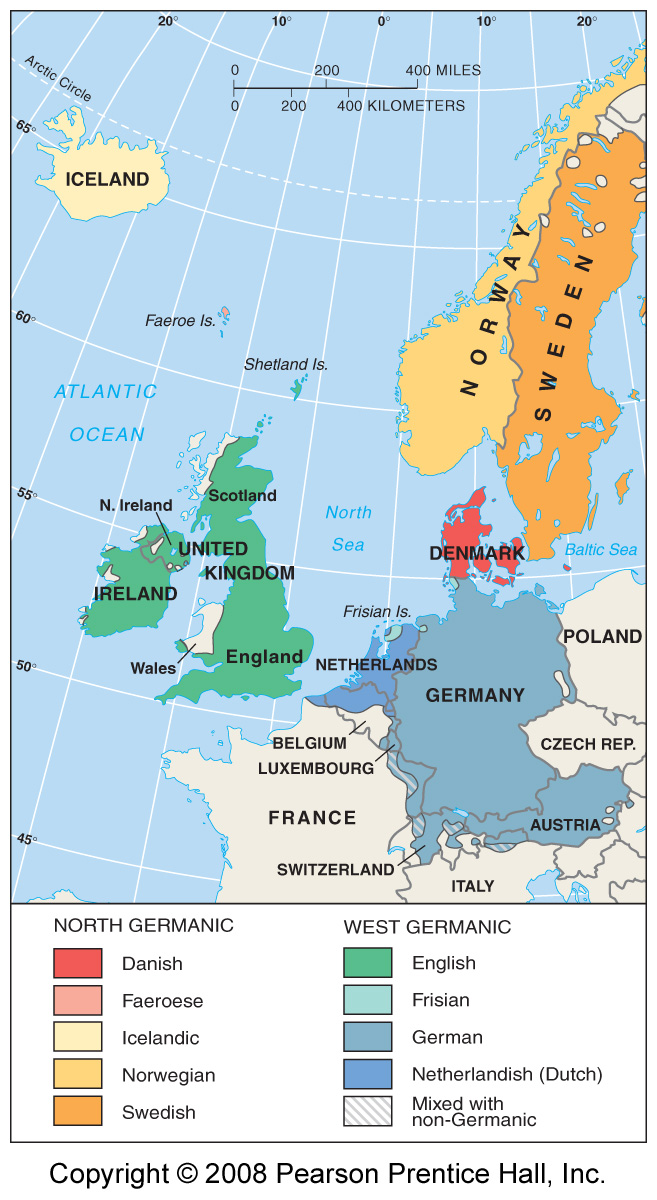 20° 10° 0° 10° 20°
Arctic Circle
0 200 400 MILES
0 200 400 KILOMETERS
65°
ICELAND
NORWAY
SWEDEN
60°
Faeroe Is.
Shetland Is.
ATLANTIC
OCEAN
55°
Scotland
N. Ireland
North
Sea
UNITED
KINGDOM
DENMARK
Baltic Sea
IRELAND
Frisian Is.
POLAND
50°
Wales
England
NETHERLANDS
GERMANY
BELGIUM
CZECH REP.
LUXEMBOURG
FRANCE
AUSTRIA
45°
SWITZERLAND
ITALY
NORTH GERMANIC
Danish
Faeroese
Icelandic
Norwegian
Swedish
WEST GERMANIC
English
Frisian
German
Netherlandish (Dutch)
Mixed with
non-Germanic
Copyright © 2008 Pearson Prentice Hall, Inc.